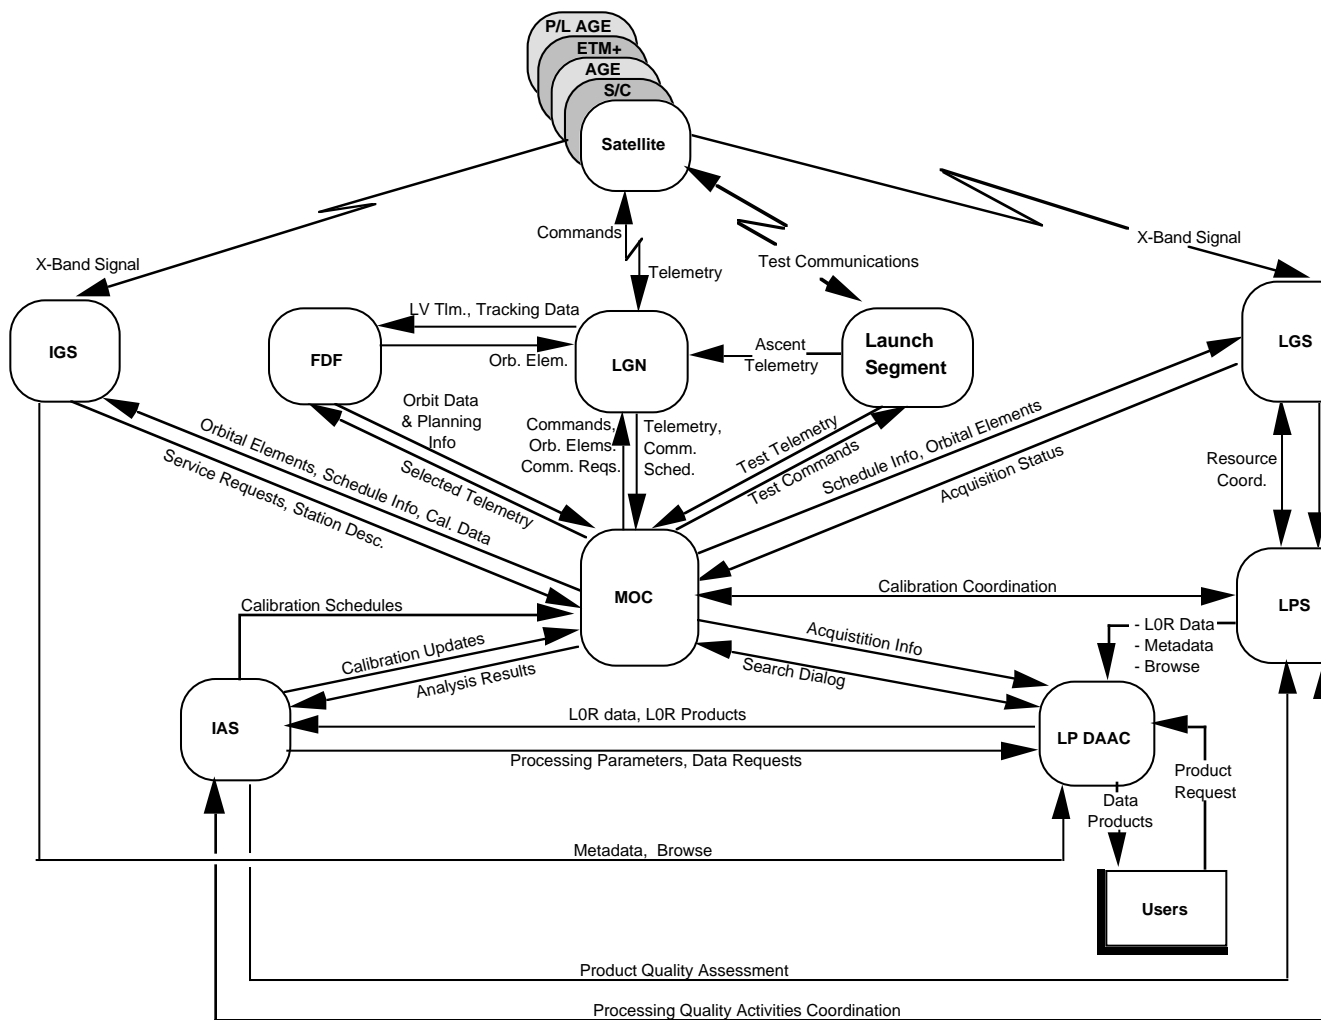 P/L AGE
ETM+
AGE
S/C
Satellite
Commands
Telemetry
Test Communications
X-Band Signal
X-Band Signal
LV Tlm., Tracking Data
Orb. Elem.
Ascent
Telemetry
IGS
FDF
LGN
Launch
Segment
LGS
Orbit Data
& Planning
Info
Commands,
Orb. Elems.
Comm. Reqs.
Telemetry,
Comm.
Sched.
Test Telemetry
Test Commands
Schedule Info, Orbital Elements
Acquisition Status
Resource
Coord.
Orbital Elements, Schedule Info, Cal. Data
Service Requests, Station Desc.
Selected Telemetry
MOC
Calibration Coordination
LPS
Calibration Schedules
Calibration Updates
Analysis Results
Acquistition Info
Search Dialog
- L0R Data
- Metadata
- Browse
IAS
L0R data, L0R Products
Processing Parameters, Data Requests
LP DAAC
Product
Request
Data
Products
Metadata,  Browse
Users
Product Quality Assessment
Processing Quality Activities Coordination